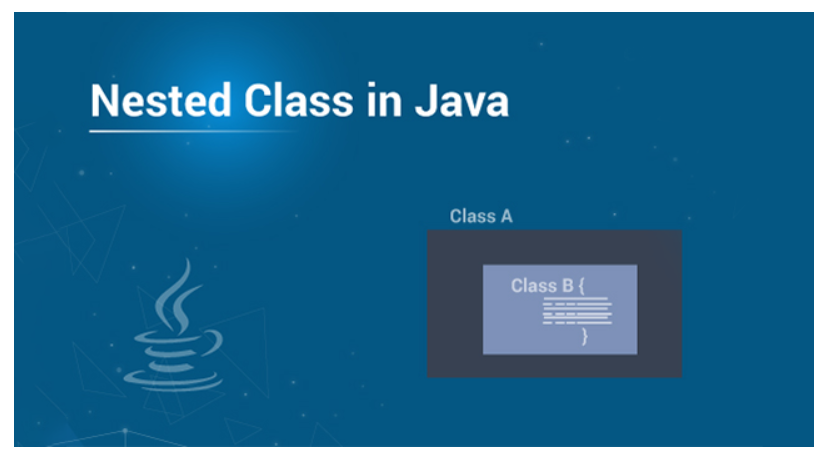 Nested Class in Java
Class A
Class B {
}